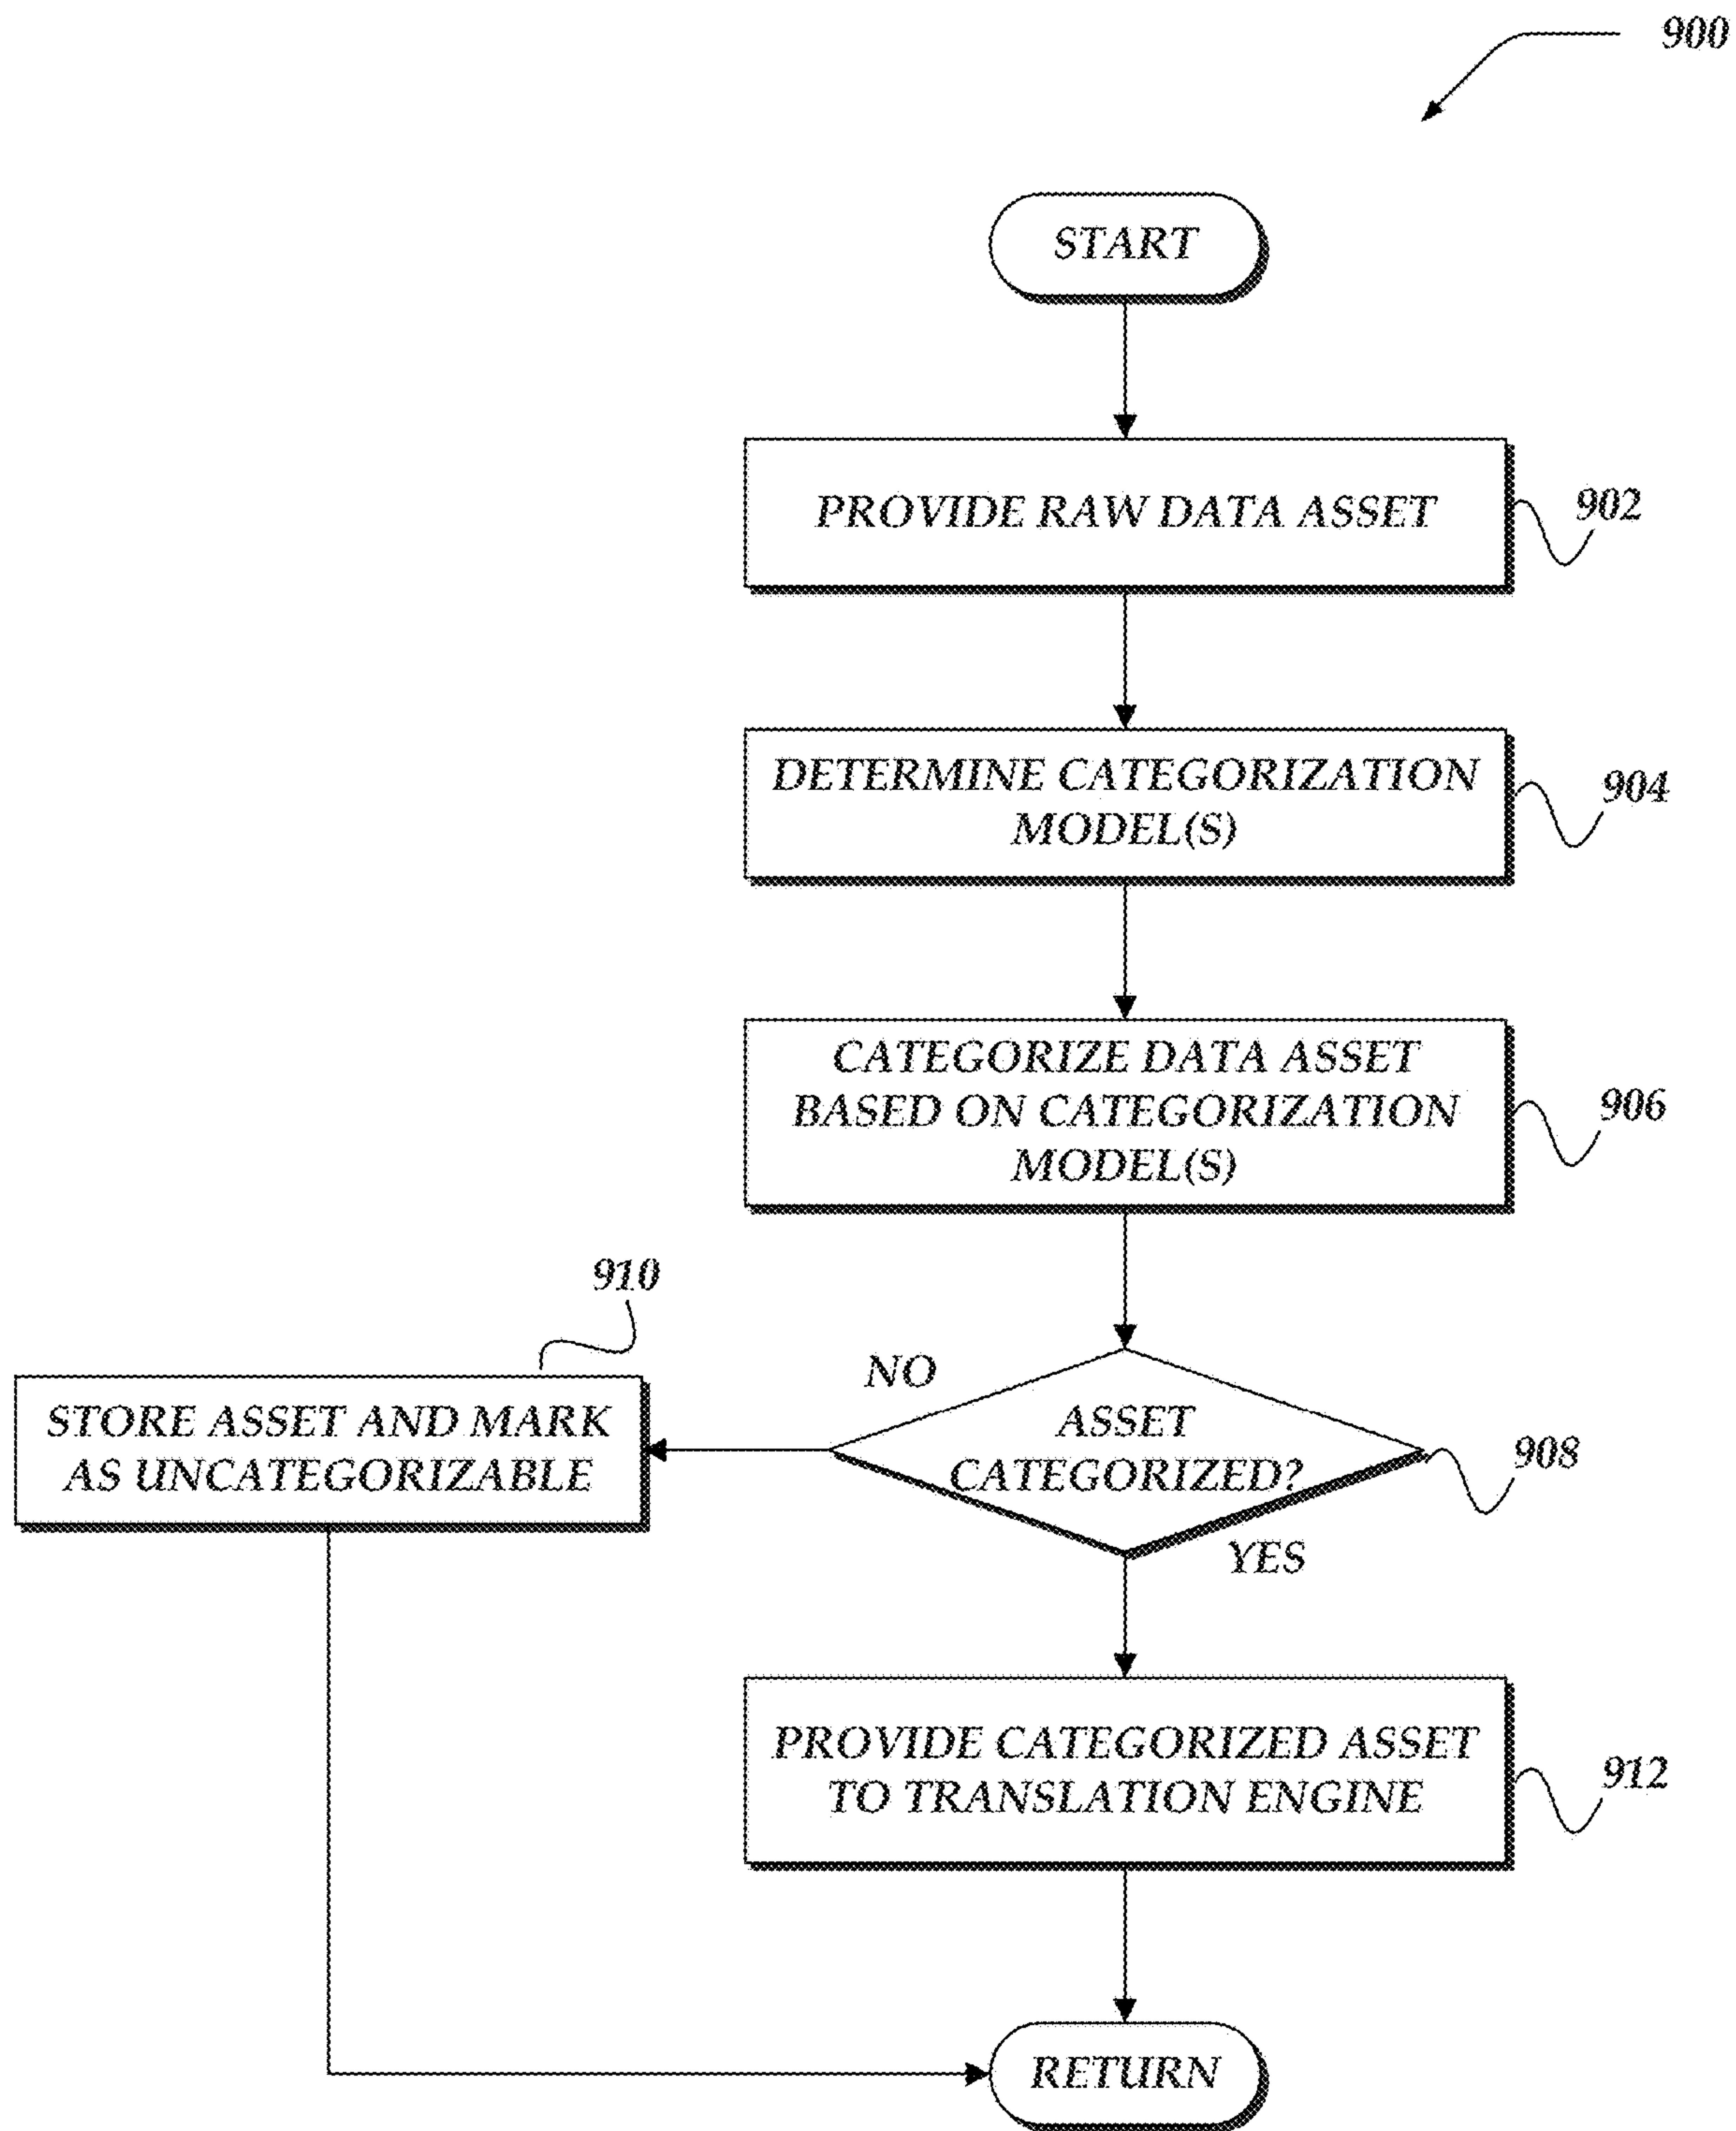 900
START
PROVIDE RAW DATA ASSET
902
DETERMINE CATEGORIZATION
MODEL(S)
904
CATEGORIZE DATA ASSET
BASED ON CATEGORIZATION
MODEL(S)
906
910
STORE ASSET AND MARK
AS UNCATEGORIZABLE
NO
ASSET
CATEGORIZED?
908
YES
PROVIDE CATEGORIZED ASSET
TO TRANSLATION ENGINE
912
RETURN